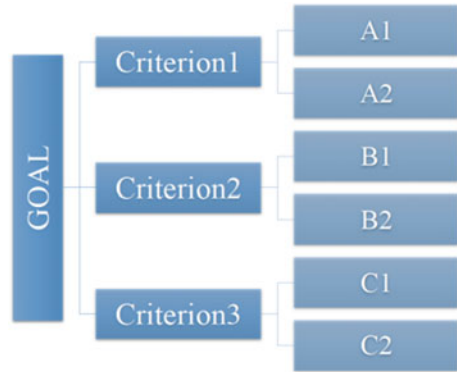 GOAL
Criterion1
A1
A2
Criterion2
B1
B2
Criterion3
C1
C2